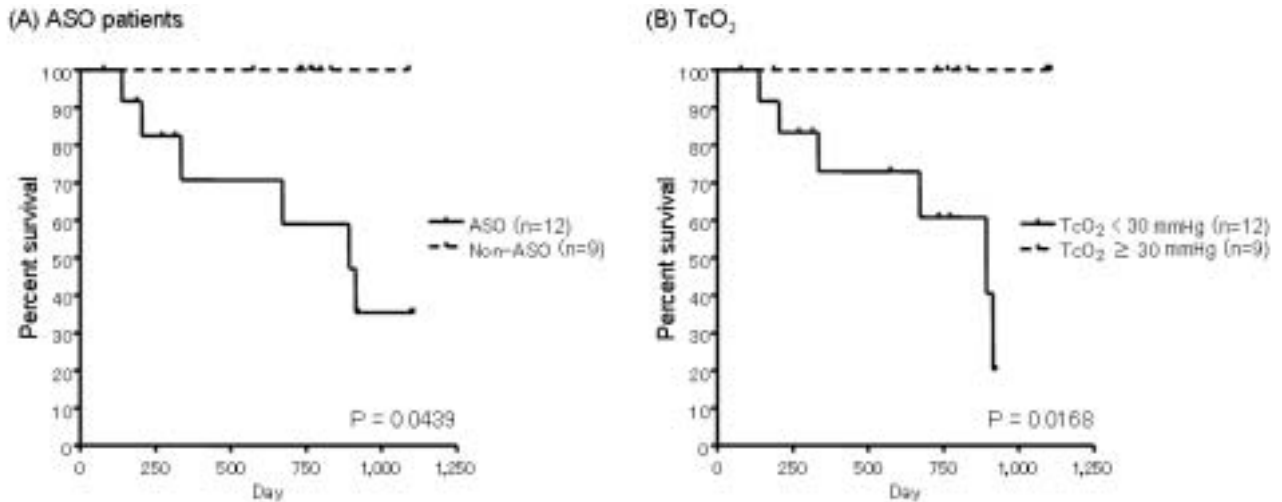 (A) ASO patients
100
90
80
70
60
50
40
30
20
10
0
Percent survival
0 250 500 750 1,000 1,250
Day
ASO (n=12)
Non-ASO (n=9)
P = 0.0439
(B) TcO₂
100
90
80
70
60
50
40
30
20
10
0
Percent survival
0 250 500 750 1,000 1,250
Day
TcO₂ < 30 mmHg (n=12)
TcO₂ ≥ 30 mmHg (n=9)
P = 0.0168